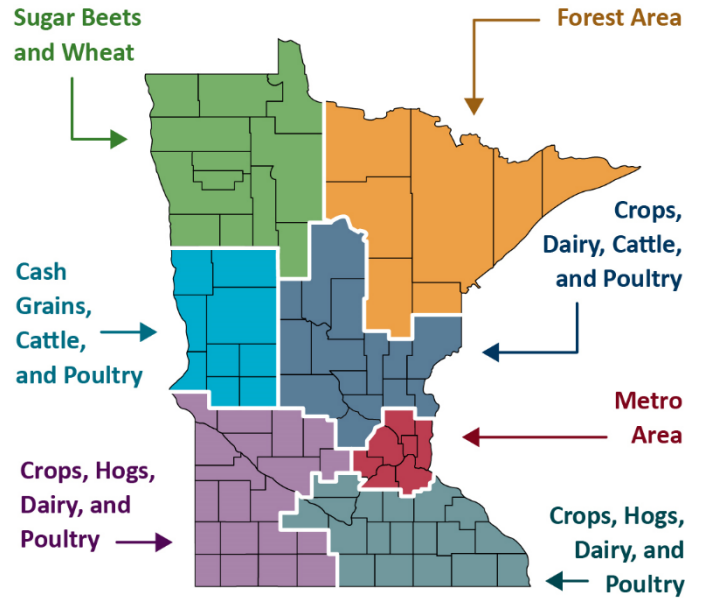 Sugar Beets
and Wheat
Forest Area
Crops,
Dairy, Cattle,
and Poultry
Cash
Grains,
Cattle,
and Poultry
Metro
Area
Crops, Hogs,
Dairy, and
Poultry
Crops, Hogs,
Dairy, and
Poultry